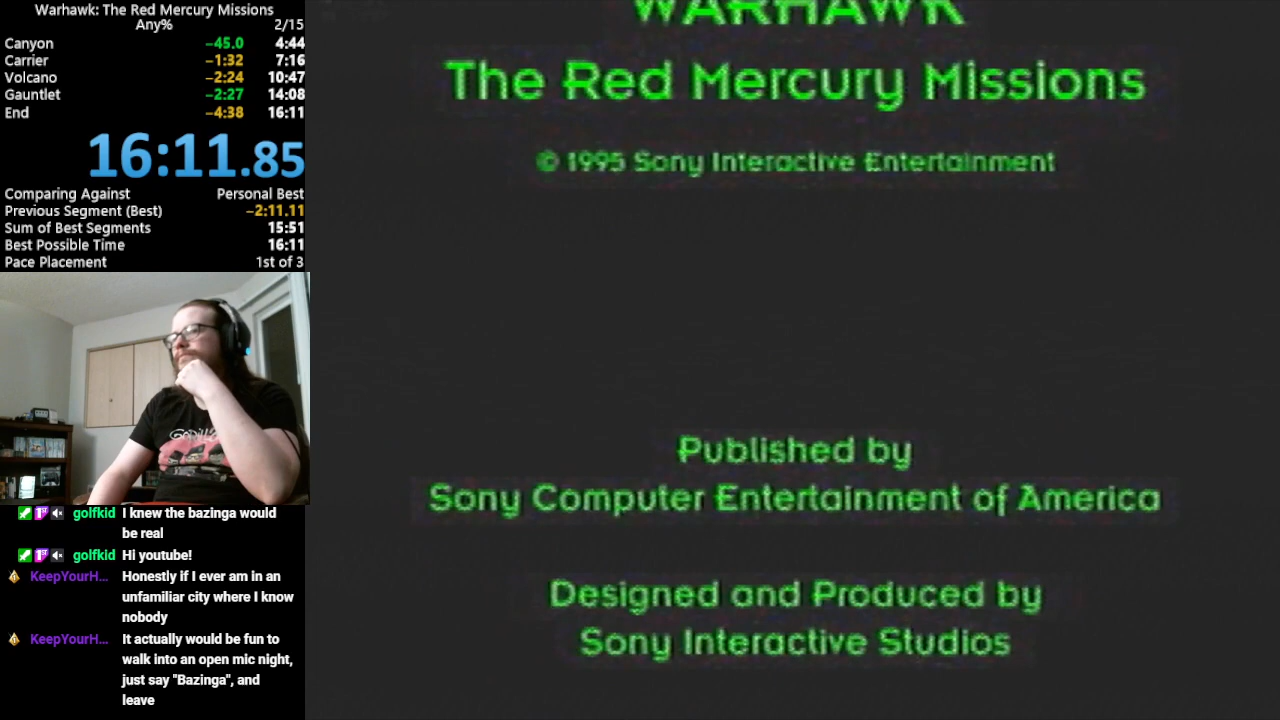 Warhawk: The Red Mercury Missions
Any% 2/15
Canyon −45.0 4:44
Carrier −1:32 7:16
Volcano −2:24 10:47
Gauntlet −2:27 14:08
End −4:38 16:11
16:11.85
Comparing Against Personal Best
Previous Segment (Best) −2:11.11
Sum of Best Segments 15:51
Best Possible Time 16:11
Pace Placement 1st of 3
golfkid I knew the bazinga would
be real
golfkid Hi youtube!
KeepYourH... Honestly if I ever am in an
unfamiliar city where I know
nobody
KeepYourH... It actually would be fun to
walk into an open mic night,
just say "Bazinga", and
leave
WARHAWK
The Red Mercury Missions
© 1995 Sony Interactive Entertainment
Published by
Sony Computer Entertainment of America
Designed and Produced by
Sony Interactive Studios